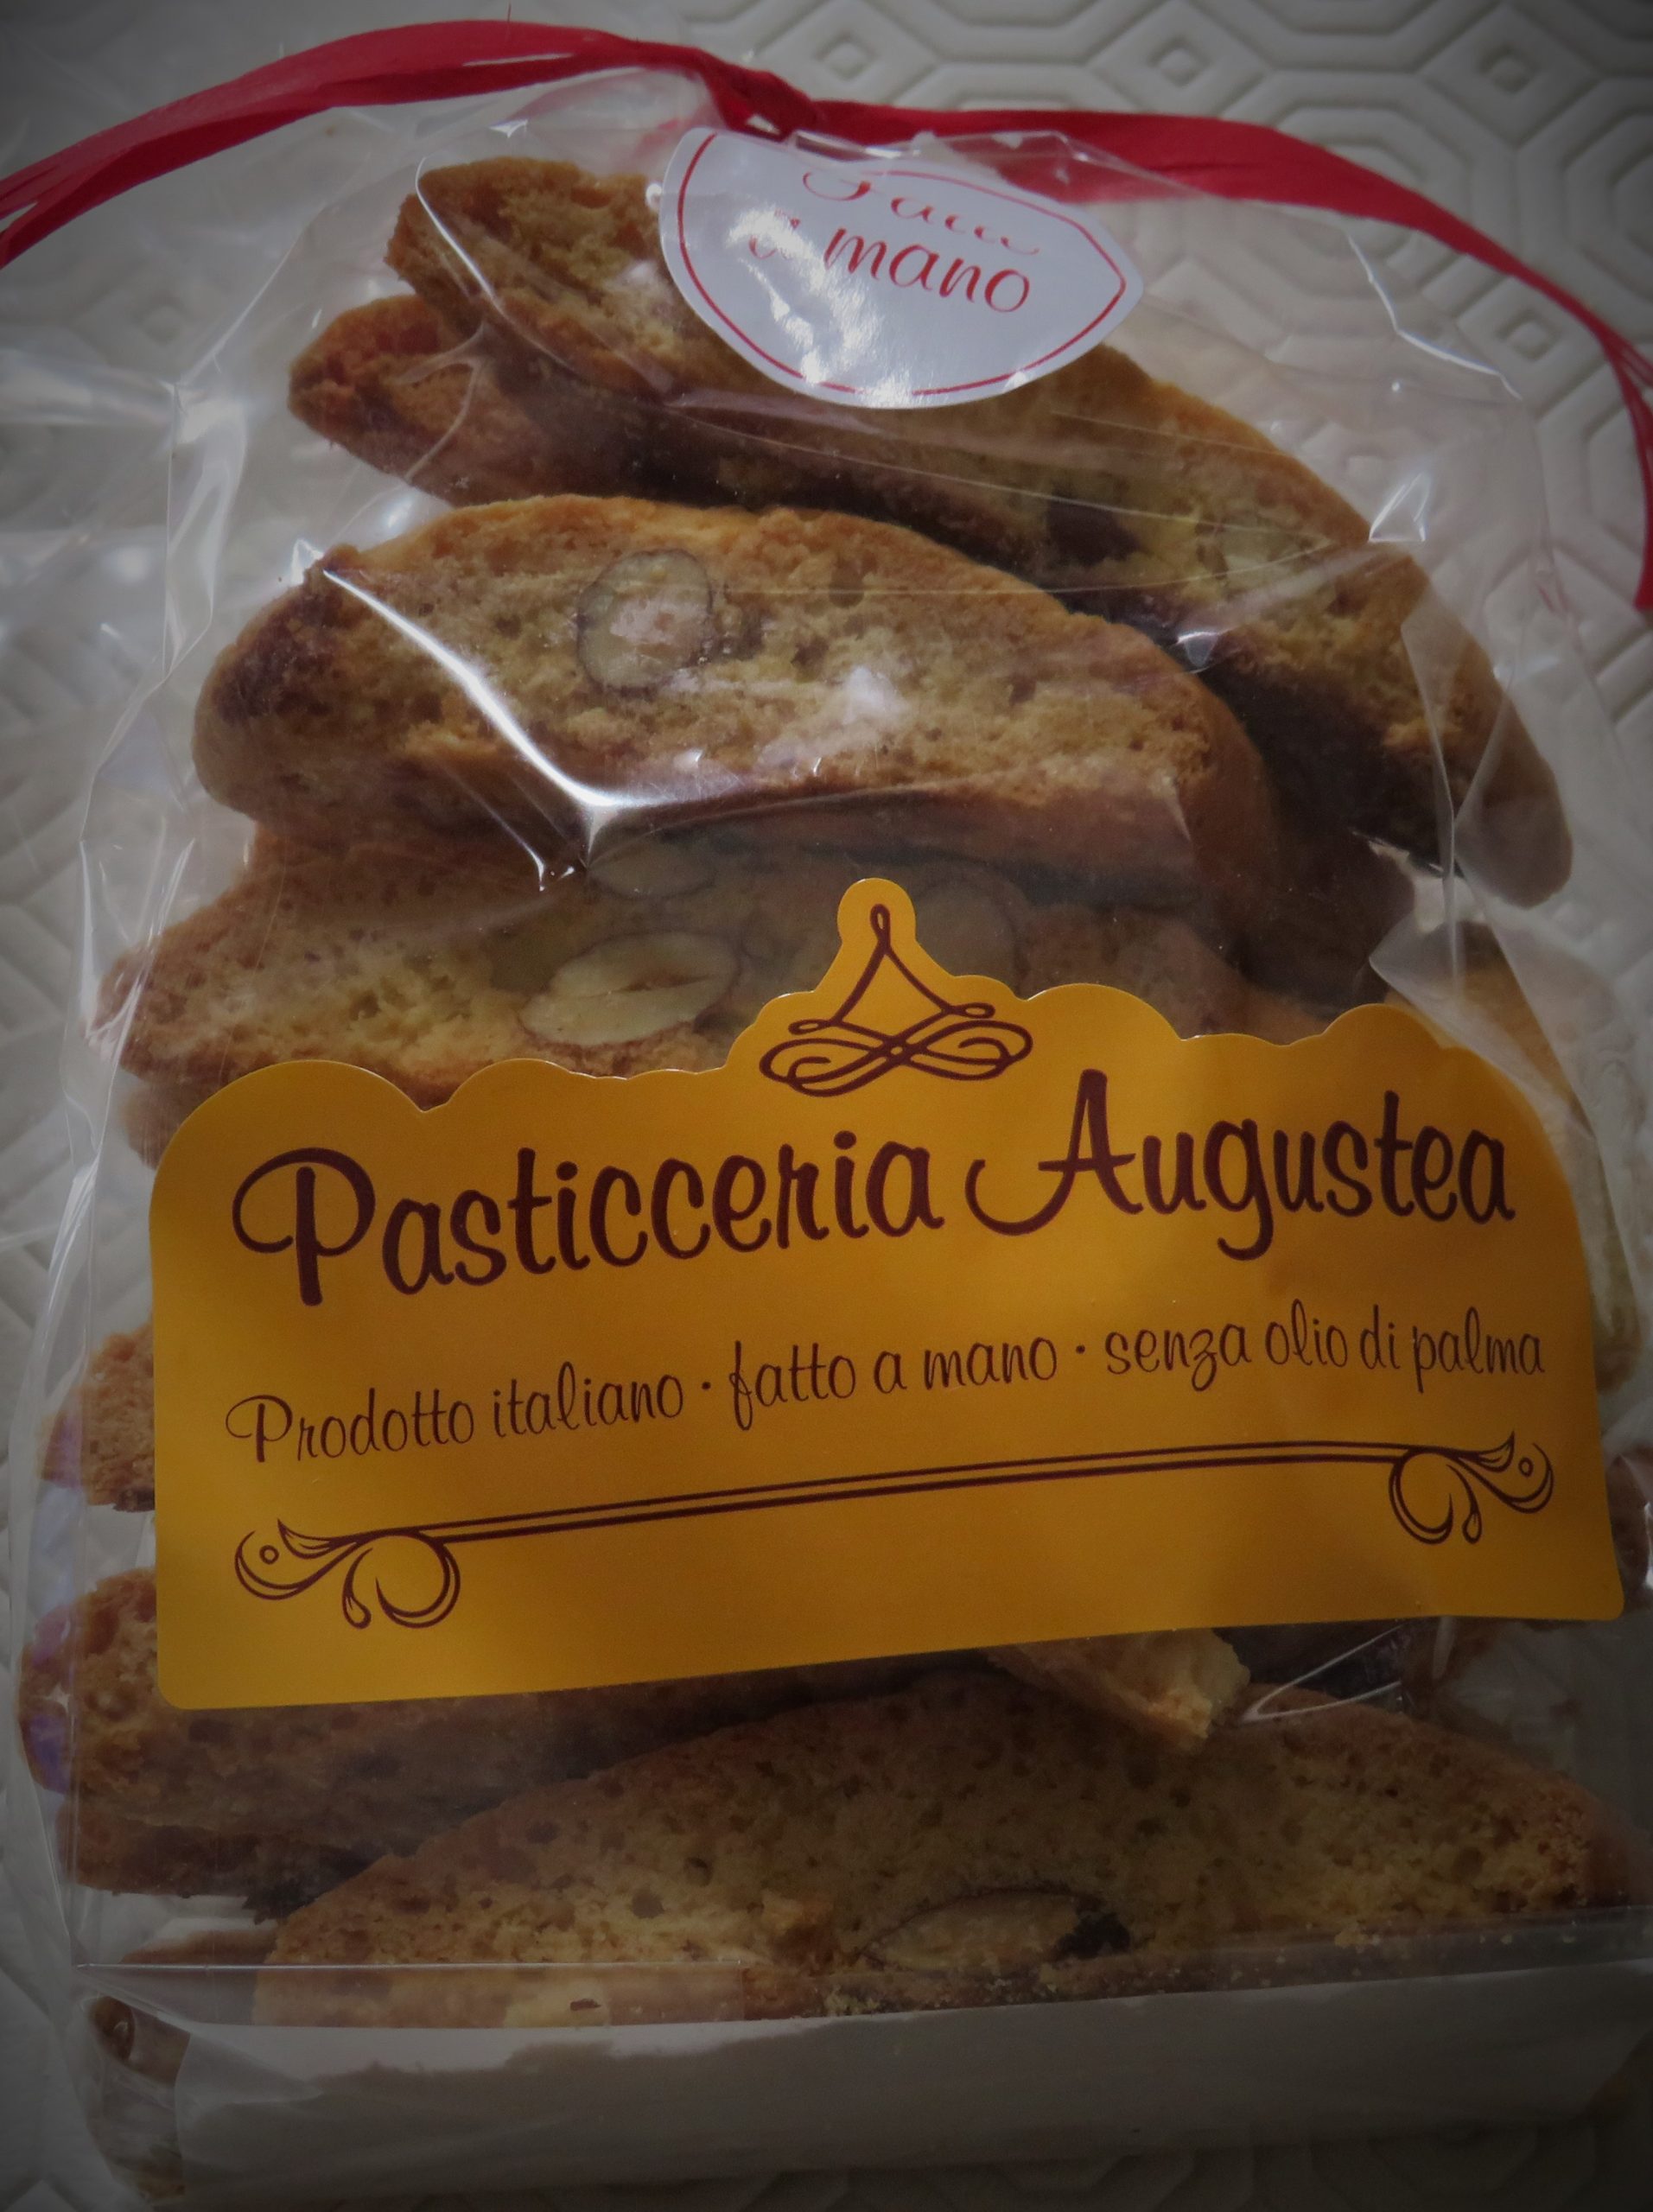 a mano
Pasticceria Augustea
Prodotto italiano · fatto a mano · senza olio di palma